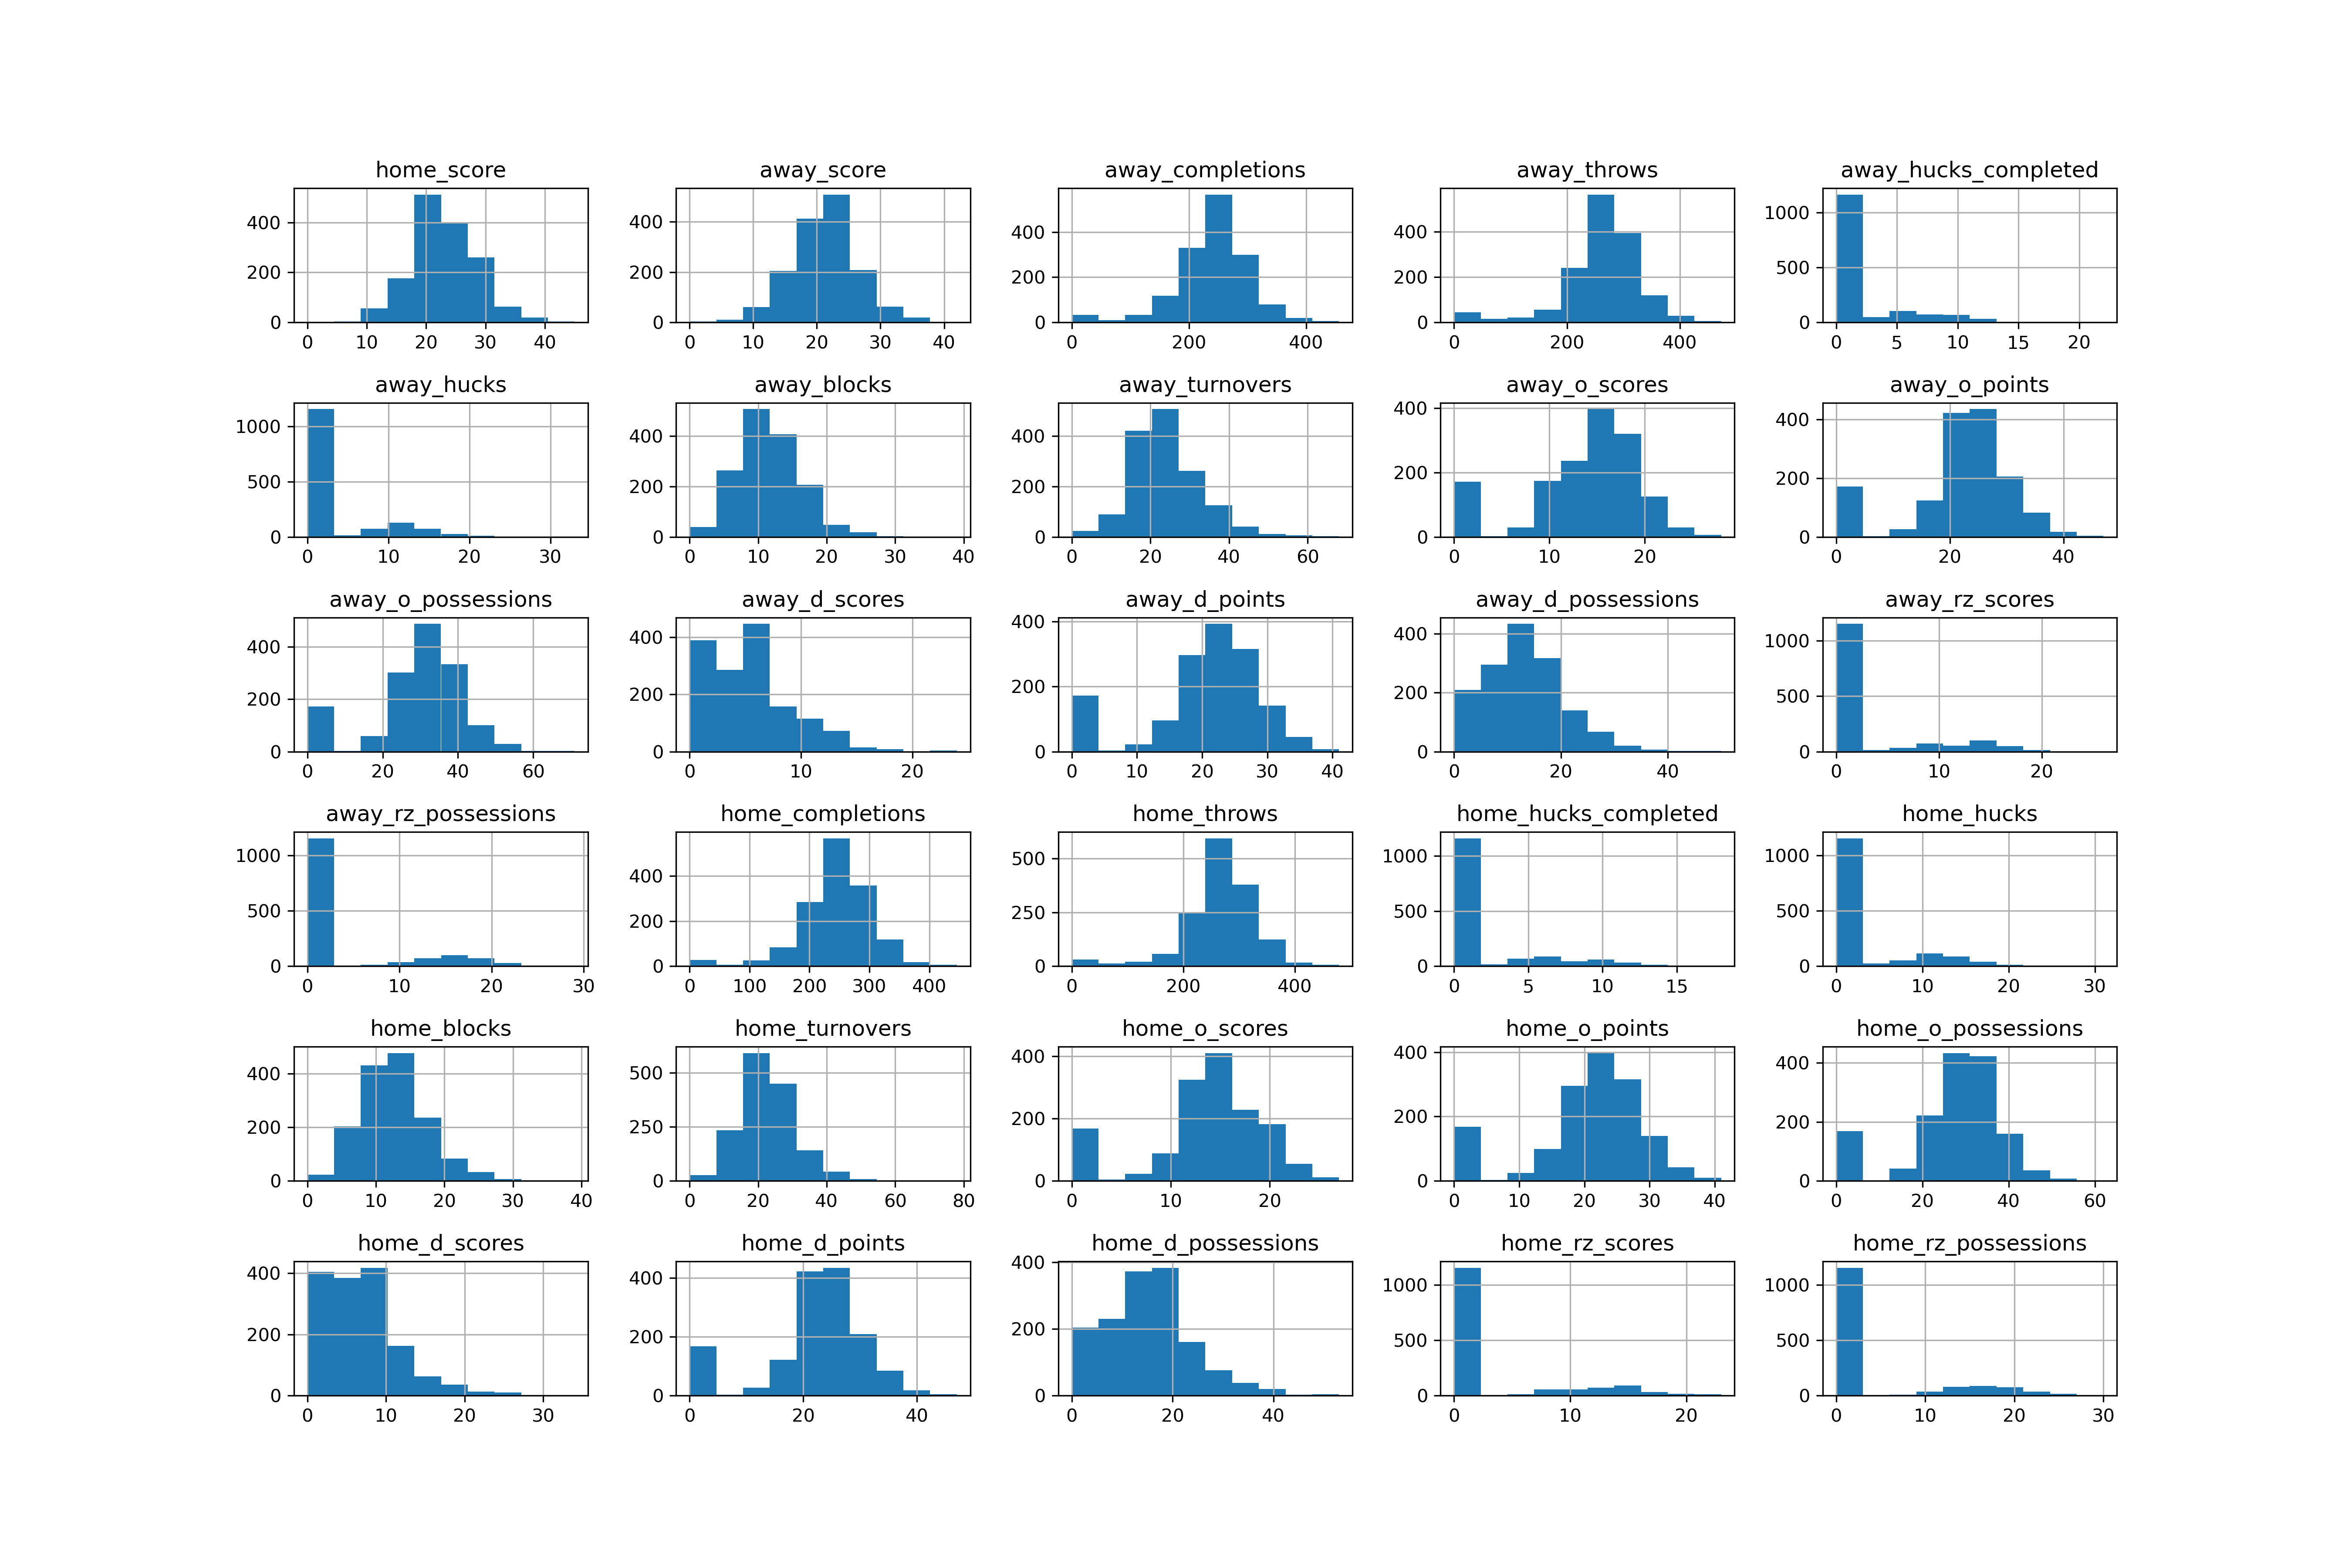 home_score
away_score
away_completions
away_throws
away_hucks_completed
400
200
0
0 10 20 30 40
400
200
0
0 10 20 30 40
400
200
0
0 200 400
400
200
0
0 200 400
1000
500
0
0 5 10 15 20
away_hucks
away_blocks
away_turnovers
away_o_scores
away_o_points
1000
500
0
0 10 20 30
400
200
0
0 10 20 30 40
400
200
0
0 20 40 60
400
200
0
0 10 20
400
200
0
0 20 40
away_o_possessions
away_d_scores
away_d_points
away_d_possessions
away_rz_scores
400
200
0
0 20 40 60
400
200
0
0 10 20
400
200
0
0 10 20 30 40
400
200
0
0 20 40
1000
500
0
0 10 20
away_rz_possessions
home_completions
home_throws
home_hucks_completed
home_hucks
1000
500
0
0 10 20 30
400
200
0
0 100 200 300 400
500
250
0
0 200 400
1000
500
0
0 5 10 15
1000
500
0
0 10 20 30
home_blocks
home_turnovers
home_o_scores
home_o_points
home_o_possessions
400
200
0
0 10 20 30 40
500
250
0
0 20 40 60 80
400
200
0
0 10 20
400
200
0
0 10 20 30 40
400
200
0
0 20 40 60
home_d_scores
home_d_points
home_d_possessions
home_rz_scores
home_rz_possessions
400
200
0
0 10 20 30
400
200
0
0 20 40
400
200
0
0 20 40
1000
500
0
0 10 20
1000
500
0
0 10 20 30